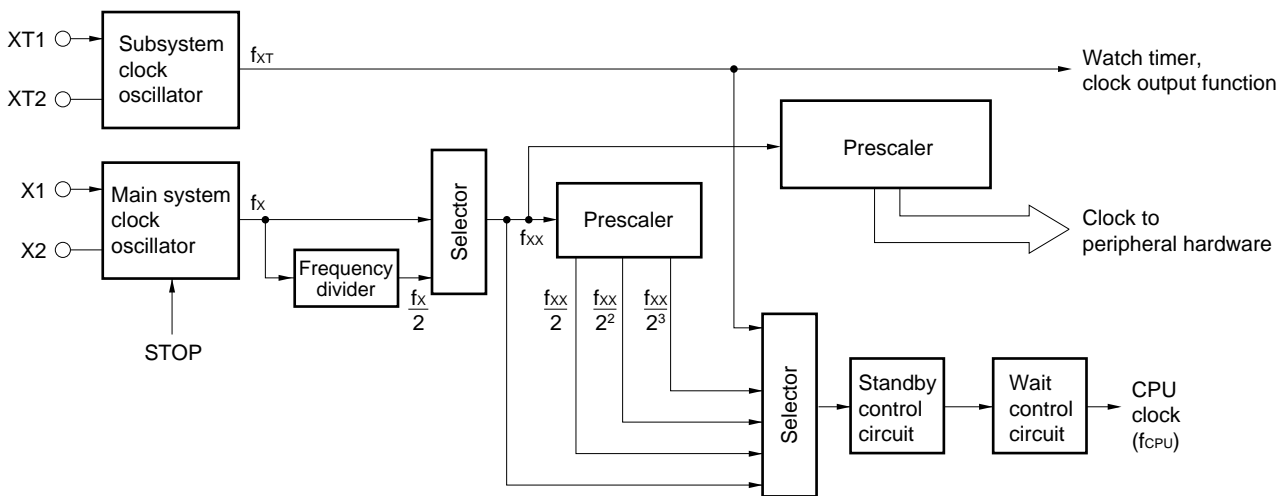 XT1
XT2
Subsystem
clock
oscillator
fXT
Watch timer,
clock output function
Prescaler
X1
X2
Main system
clock
oscillator
fX
Frequency
divider
fX
2
Selector
fXX
Prescaler
Clock to
peripheral hardware
STOP
fXX
2
fXX
2²
fXX
2³
Selector
Standby
control
circuit
Wait
control
circuit
CPU
clock
(fCPU)